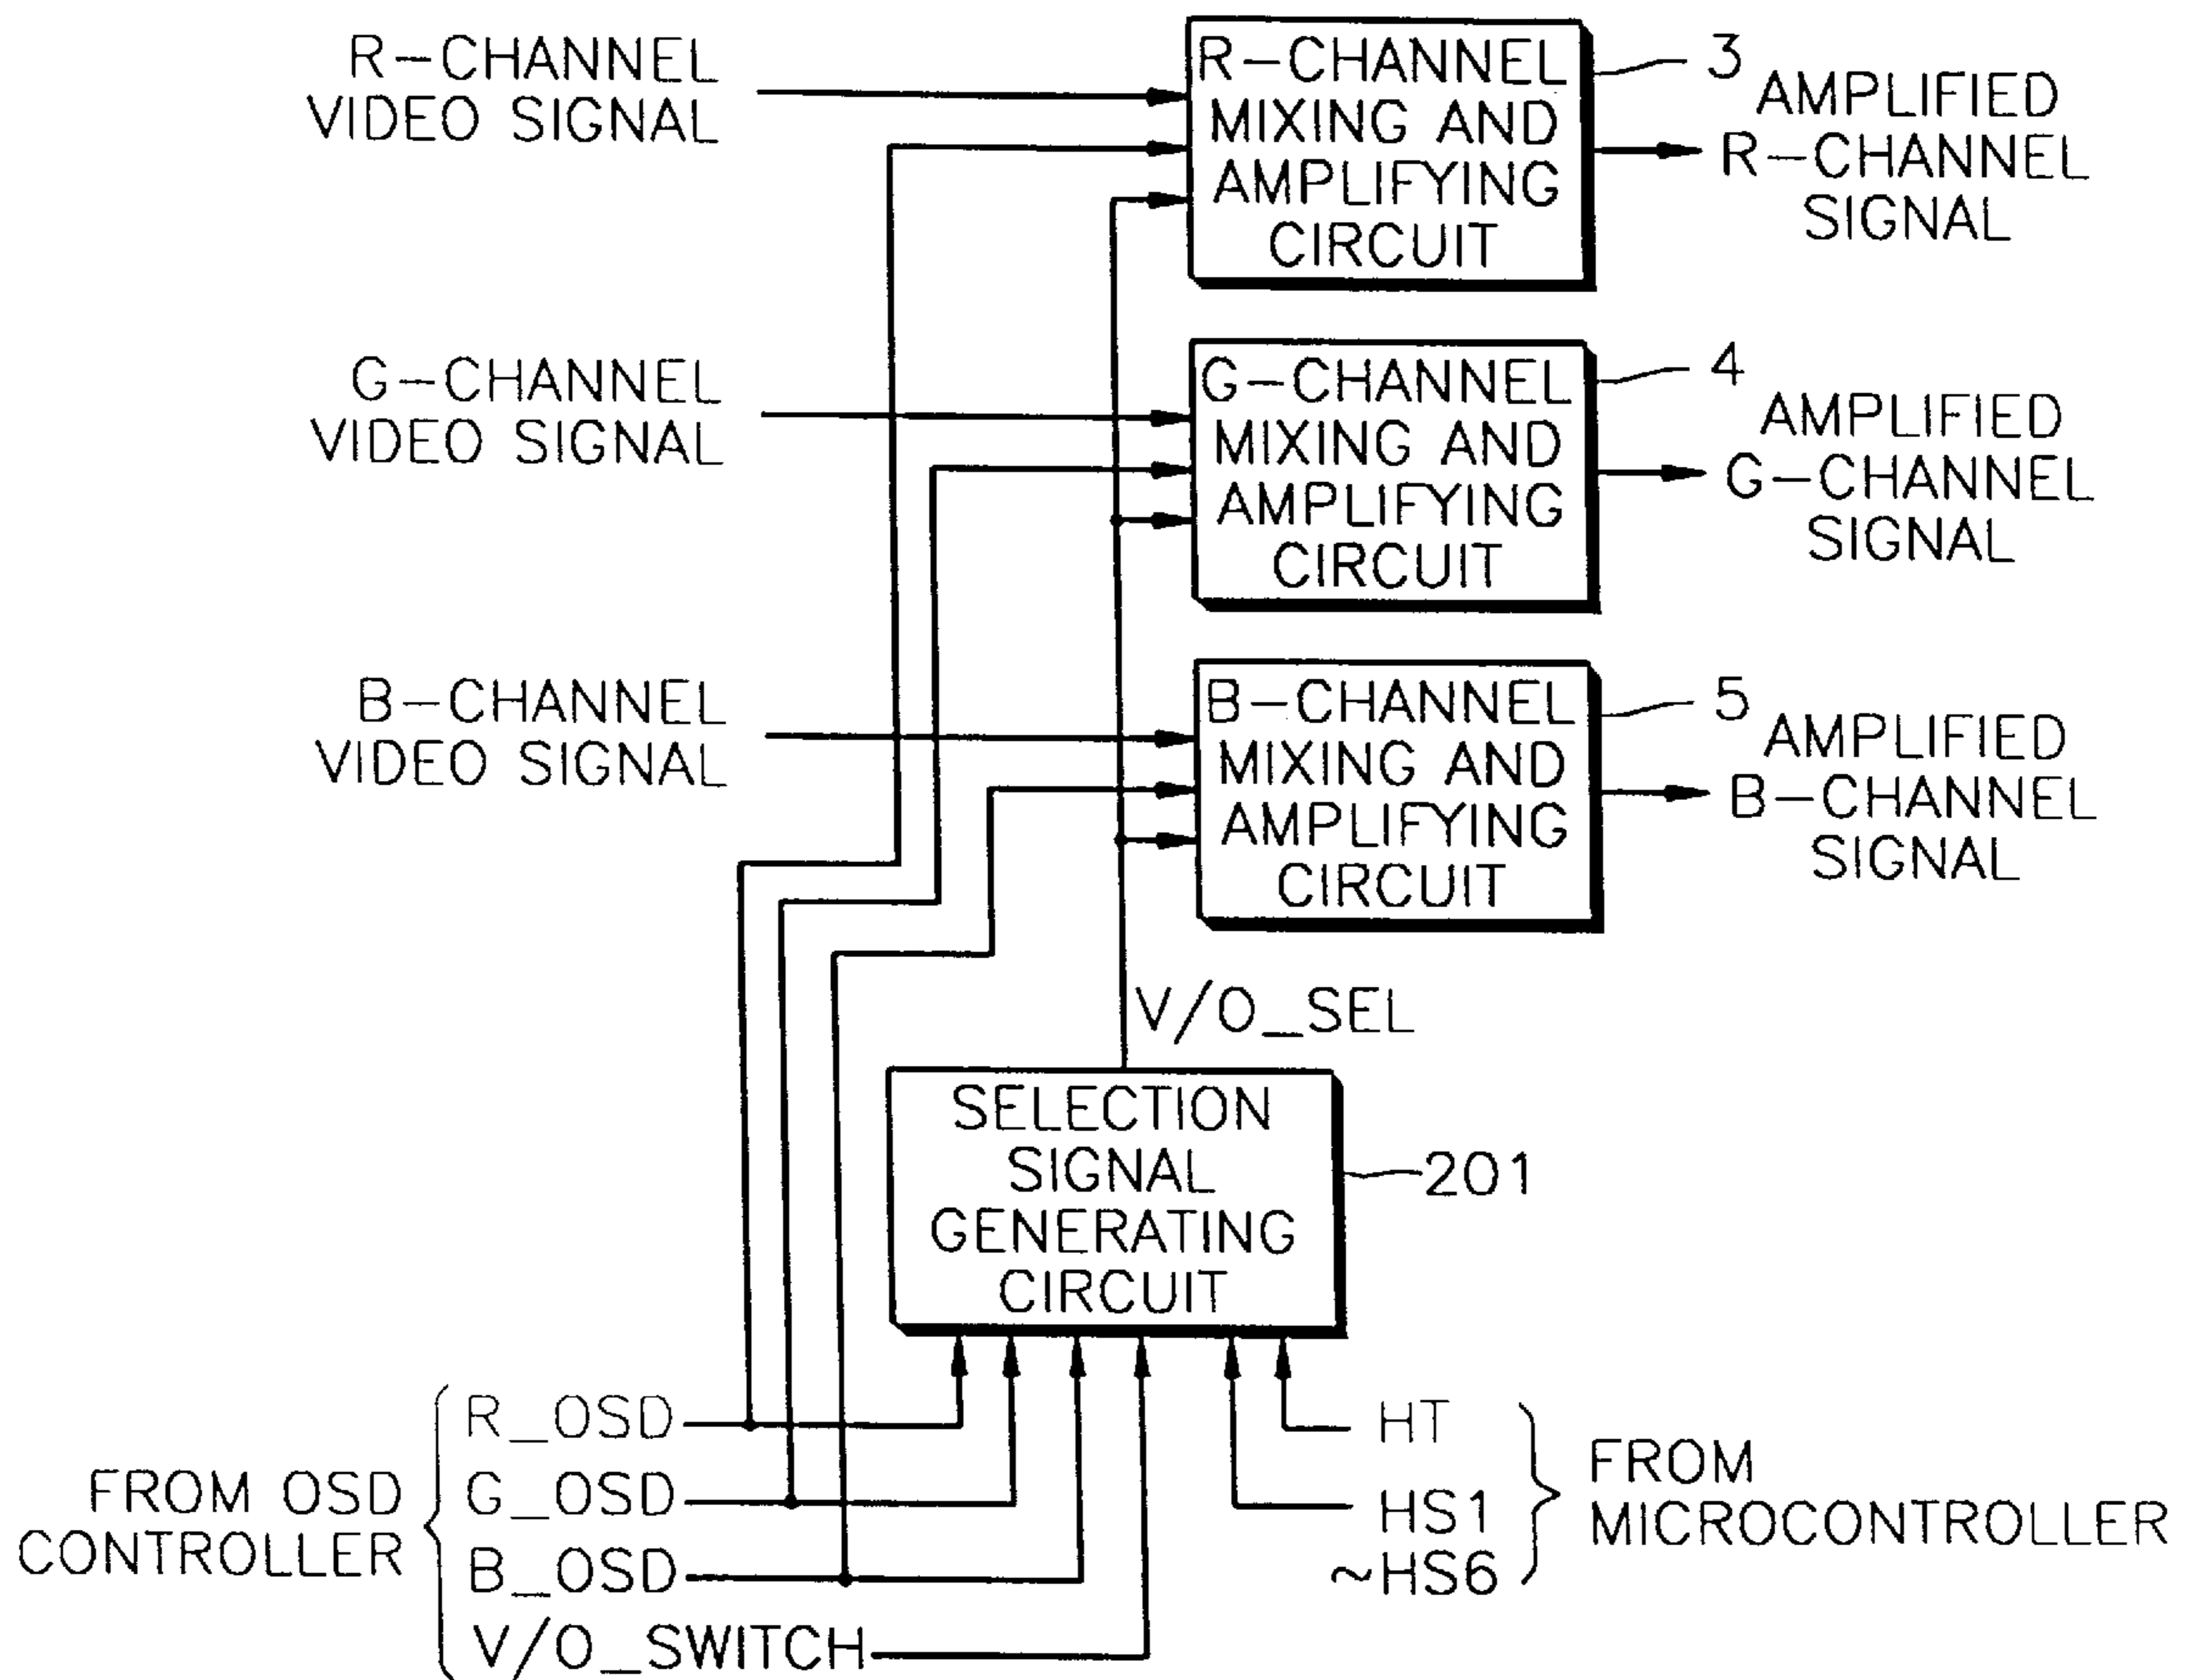 R-CHANNEL
VIDEO SIGNAL
R-CHANNEL
MIXING AND
AMPLIFYING
CIRCUIT
3
AMPLIFIED
R-CHANNEL
SIGNAL
G-CHANNEL
VIDEO SIGNAL
G-CHANNEL
MIXING AND
AMPLIFYING
CIRCUIT
4
AMPLIFIED
G-CHANNEL
SIGNAL
B-CHANNEL
VIDEO SIGNAL
B-CHANNEL
MIXING AND
AMPLIFYING
CIRCUIT
5
AMPLIFIED
B-CHANNEL
SIGNAL
V/O_SEL
SELECTION
SIGNAL
GENERATING
CIRCUIT
201
FROM OSD
CONTROLLER
R_OSD
G_OSD
B_OSD
V/O_SWITCH
HT
HS1
~HS6
FROM
MICROCONTROLLER